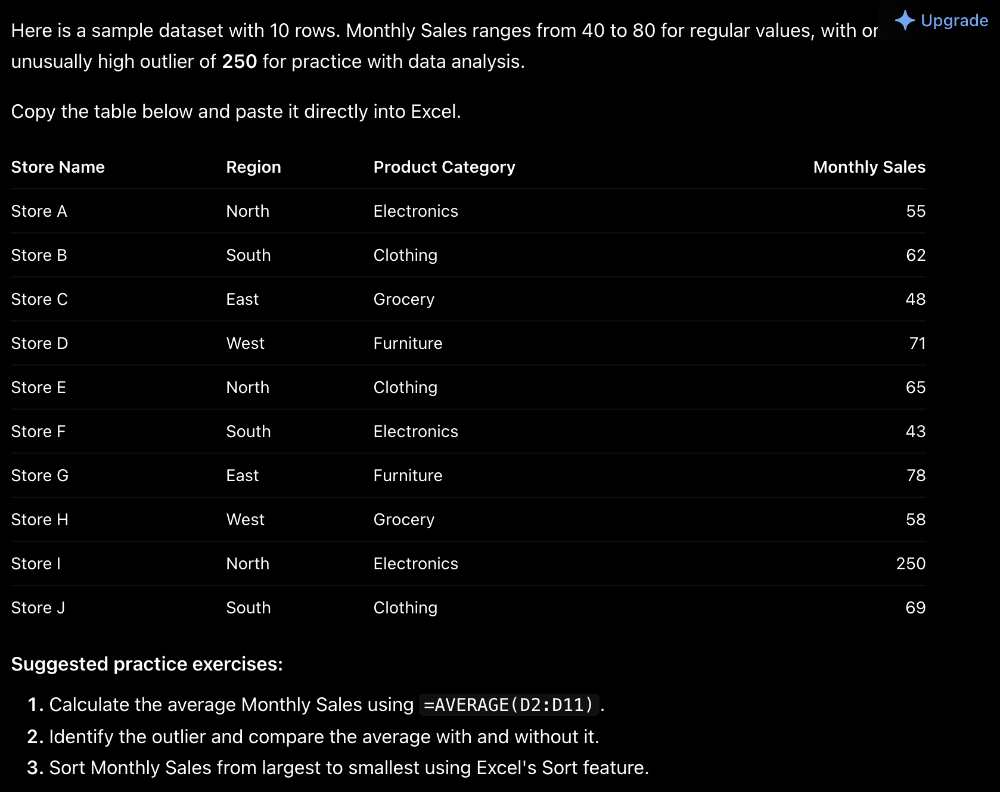 Upgrade
Here is a sample dataset with 10 rows. Monthly Sales ranges from 40 to 80 for regular values, with
unusually high outlier of 250 for practice with data analysis.
Copy the table below and paste it directly into Excel.
Store Name Region Product Category Monthly Sales
Store A North Electronics 55
Store B South Clothing 62
Store C East Grocery 48
Store D West Furniture 71
Store E North Clothing 65
Store F South Electronics 43
Store G East Furniture 78
Store H West Grocery 58
Store I North Electronics 250
Store J South Clothing 69
Suggested practice exercises:
1. Calculate the average Monthly Sales using =AVERAGE(D2:D11).
2. Identify the outlier and compare the average with and without it.
3. Sort Monthly Sales from largest to smallest using Excel's Sort feature.